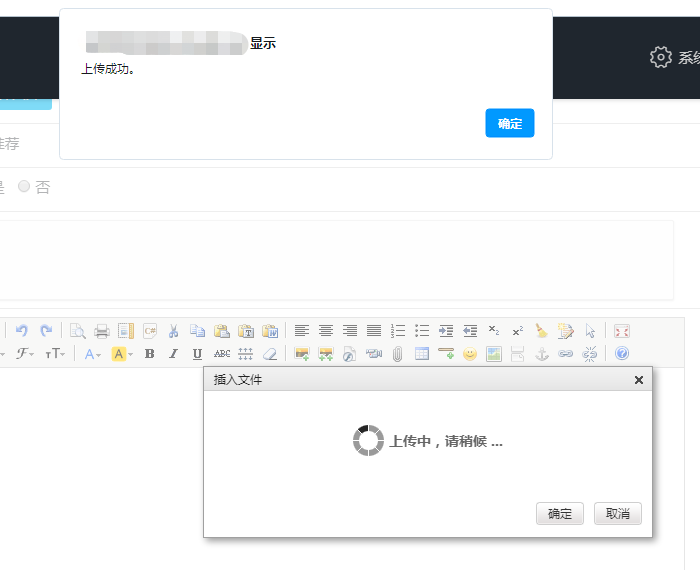 显示
上传成功。
确定
推荐
是 否
插入文件
上传中，请稍候 ...
确定 取消